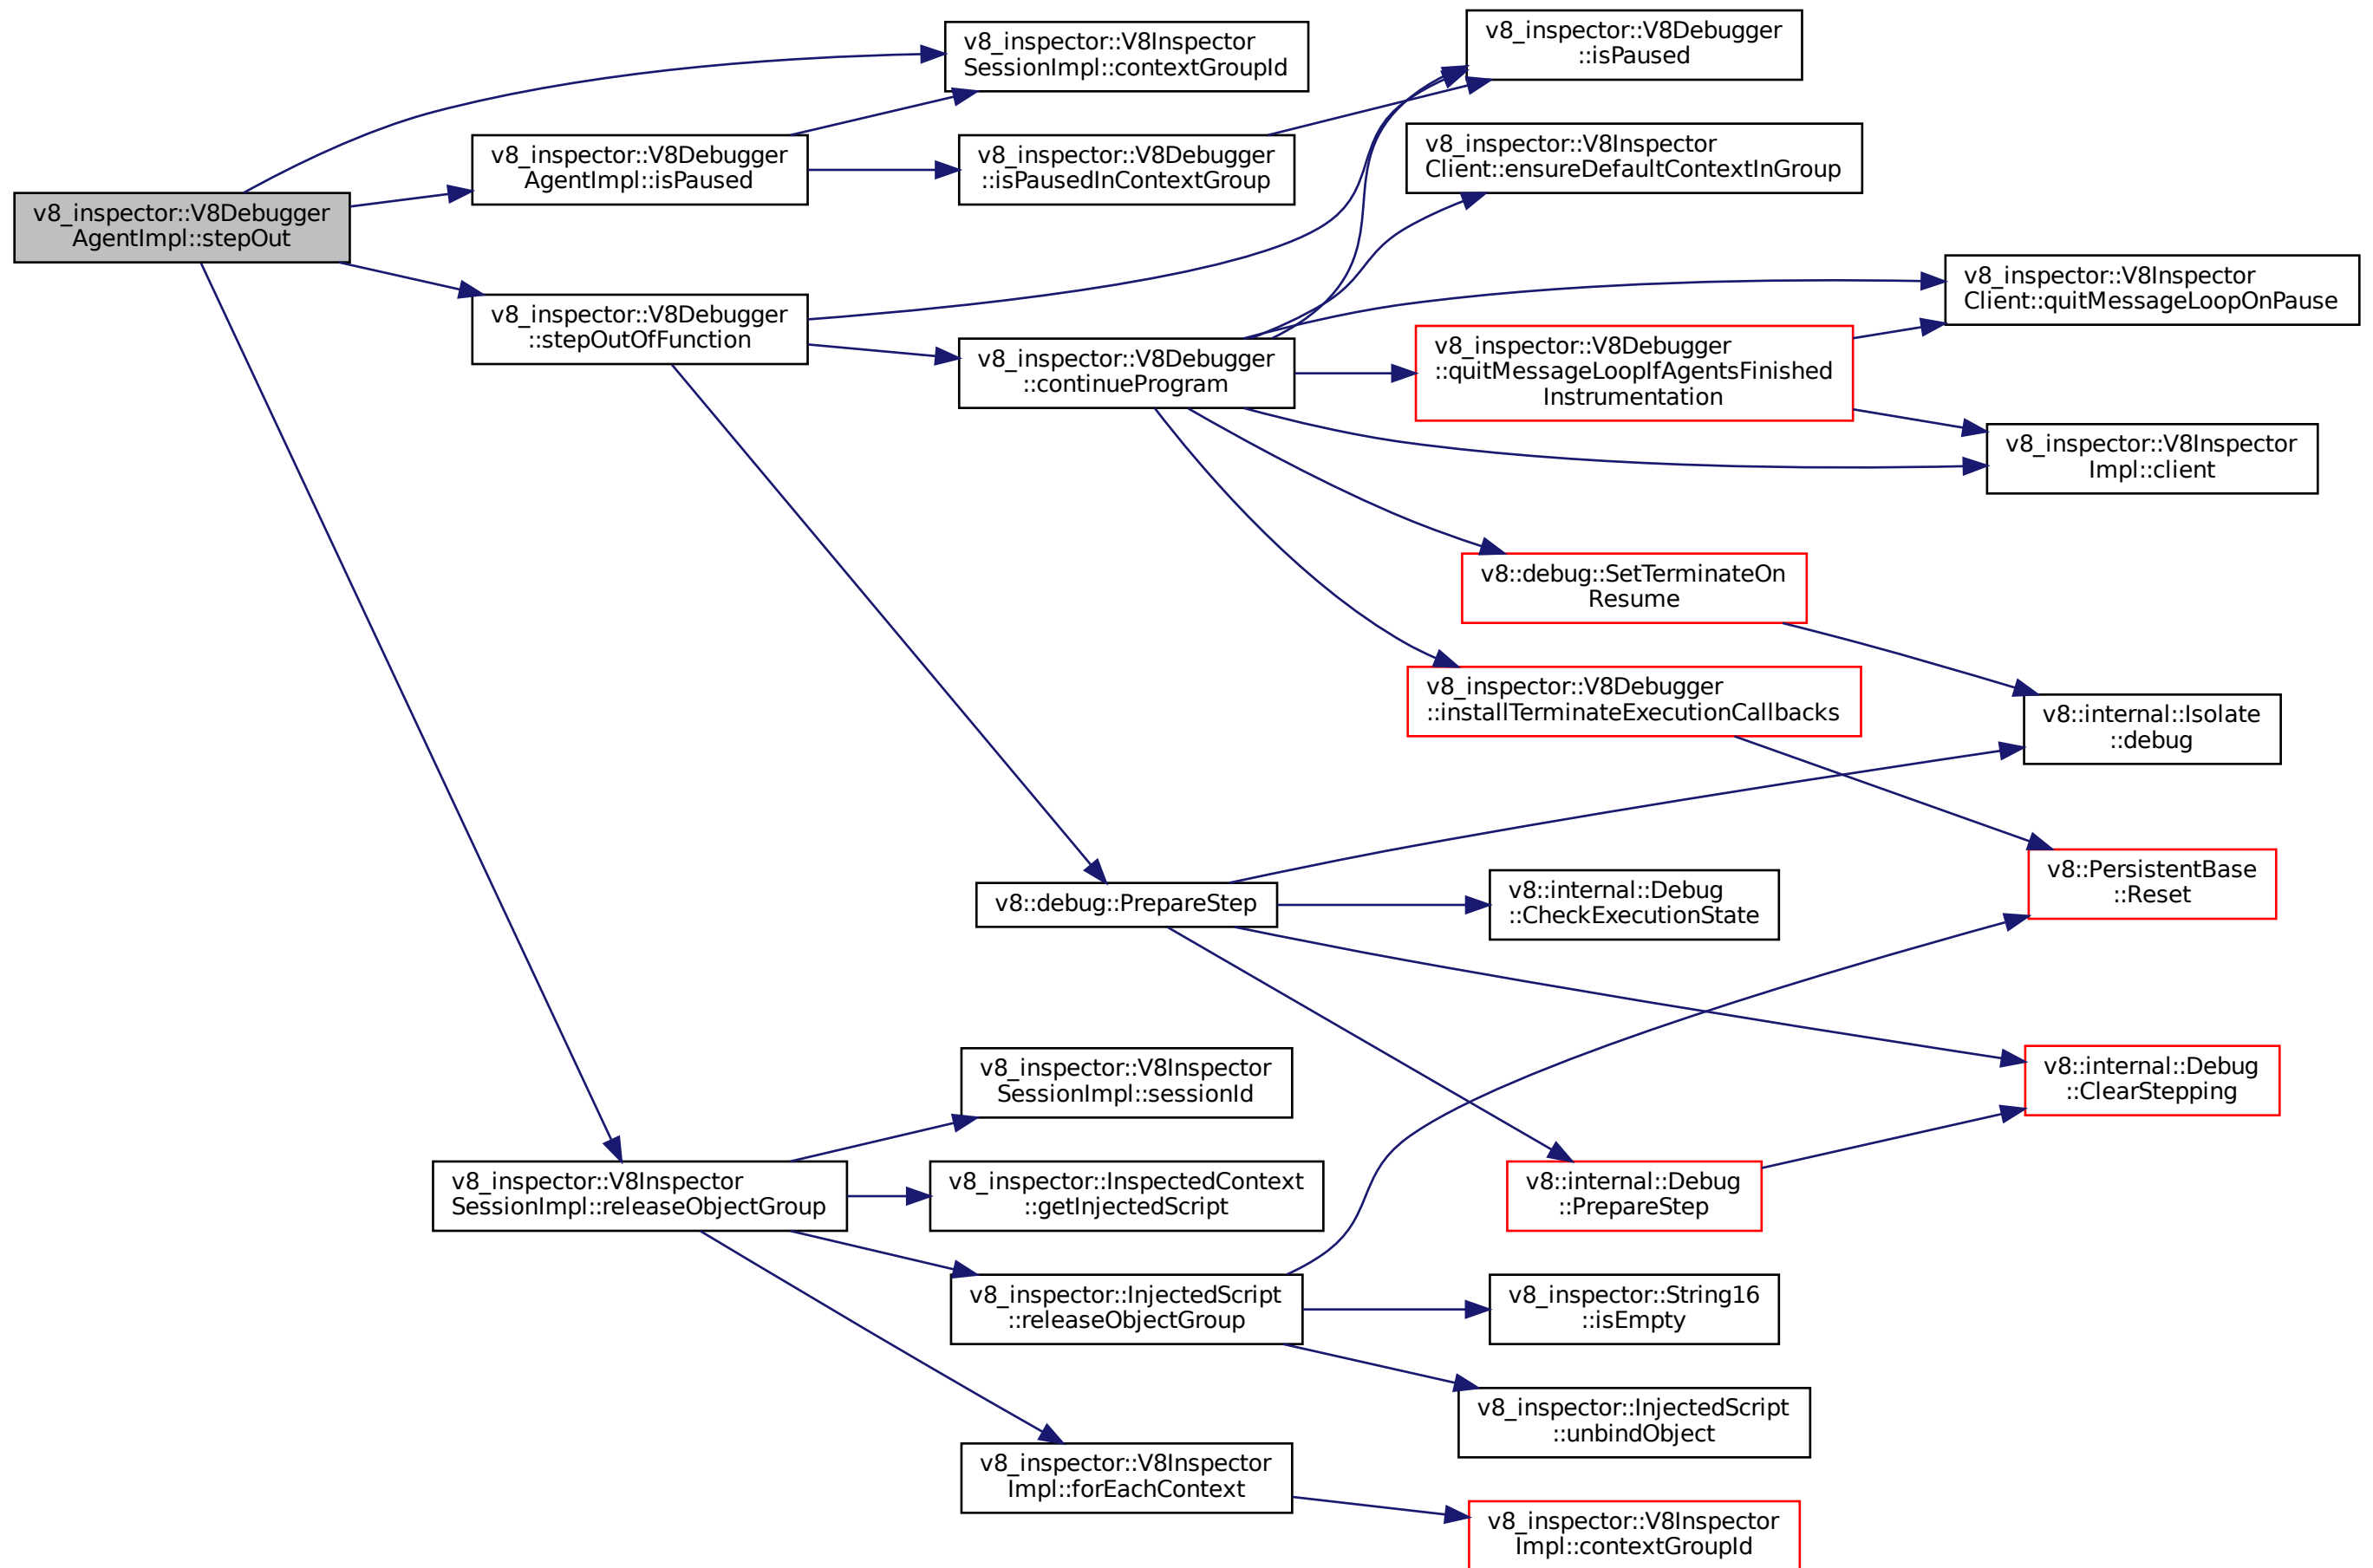 v8_inspector::V8Debugger
AgentImpl::stepOut
v8_inspector::V8Inspector
SessionImpl::contextGroupId
v8_inspector::V8Debugger
AgentImpl::isPaused
v8_inspector::V8Debugger
::isPausedInContextGroup
v8_inspector::V8Debugger
::isPaused
v8_inspector::V8Debugger
::stepOutOfFunction
v8_inspector::V8Debugger
::continueProgram
v8_inspector::V8Inspector
Client::ensureDefaultContextInGroup
v8_inspector::V8Inspector
Client::quitMessageLoopOnPause
v8_inspector::V8Debugger
::quitMessageLoopIfAgentsFinished
Instrumentation
v8_inspector::V8Inspector
Impl::client
v8::debug::SetTerminateOn
Resume
v8_inspector::V8Debugger
::installTerminateExecutionCallbacks
v8::internal::Isolate
::debug
v8::PersistentBase
::Reset
v8::debug::PrepareStep
v8::internal::Debug
::CheckExecutionState
v8::internal::Debug
::ClearStepping
v8::internal::Debug
::PrepareStep
v8_inspector::V8Inspector
SessionImpl::releaseObjectGroup
v8_inspector::V8Inspector
SessionImpl::sessionId
v8_inspector::InspectedContext
::getInjectedScript
v8_inspector::InjectedScript
::releaseObjectGroup
v8_inspector::String16
::isEmpty
v8_inspector::InjectedScript
::unbindObject
v8_inspector::V8Inspector
Impl::forEachContext
v8_inspector::V8Inspector
Impl::contextGroupId